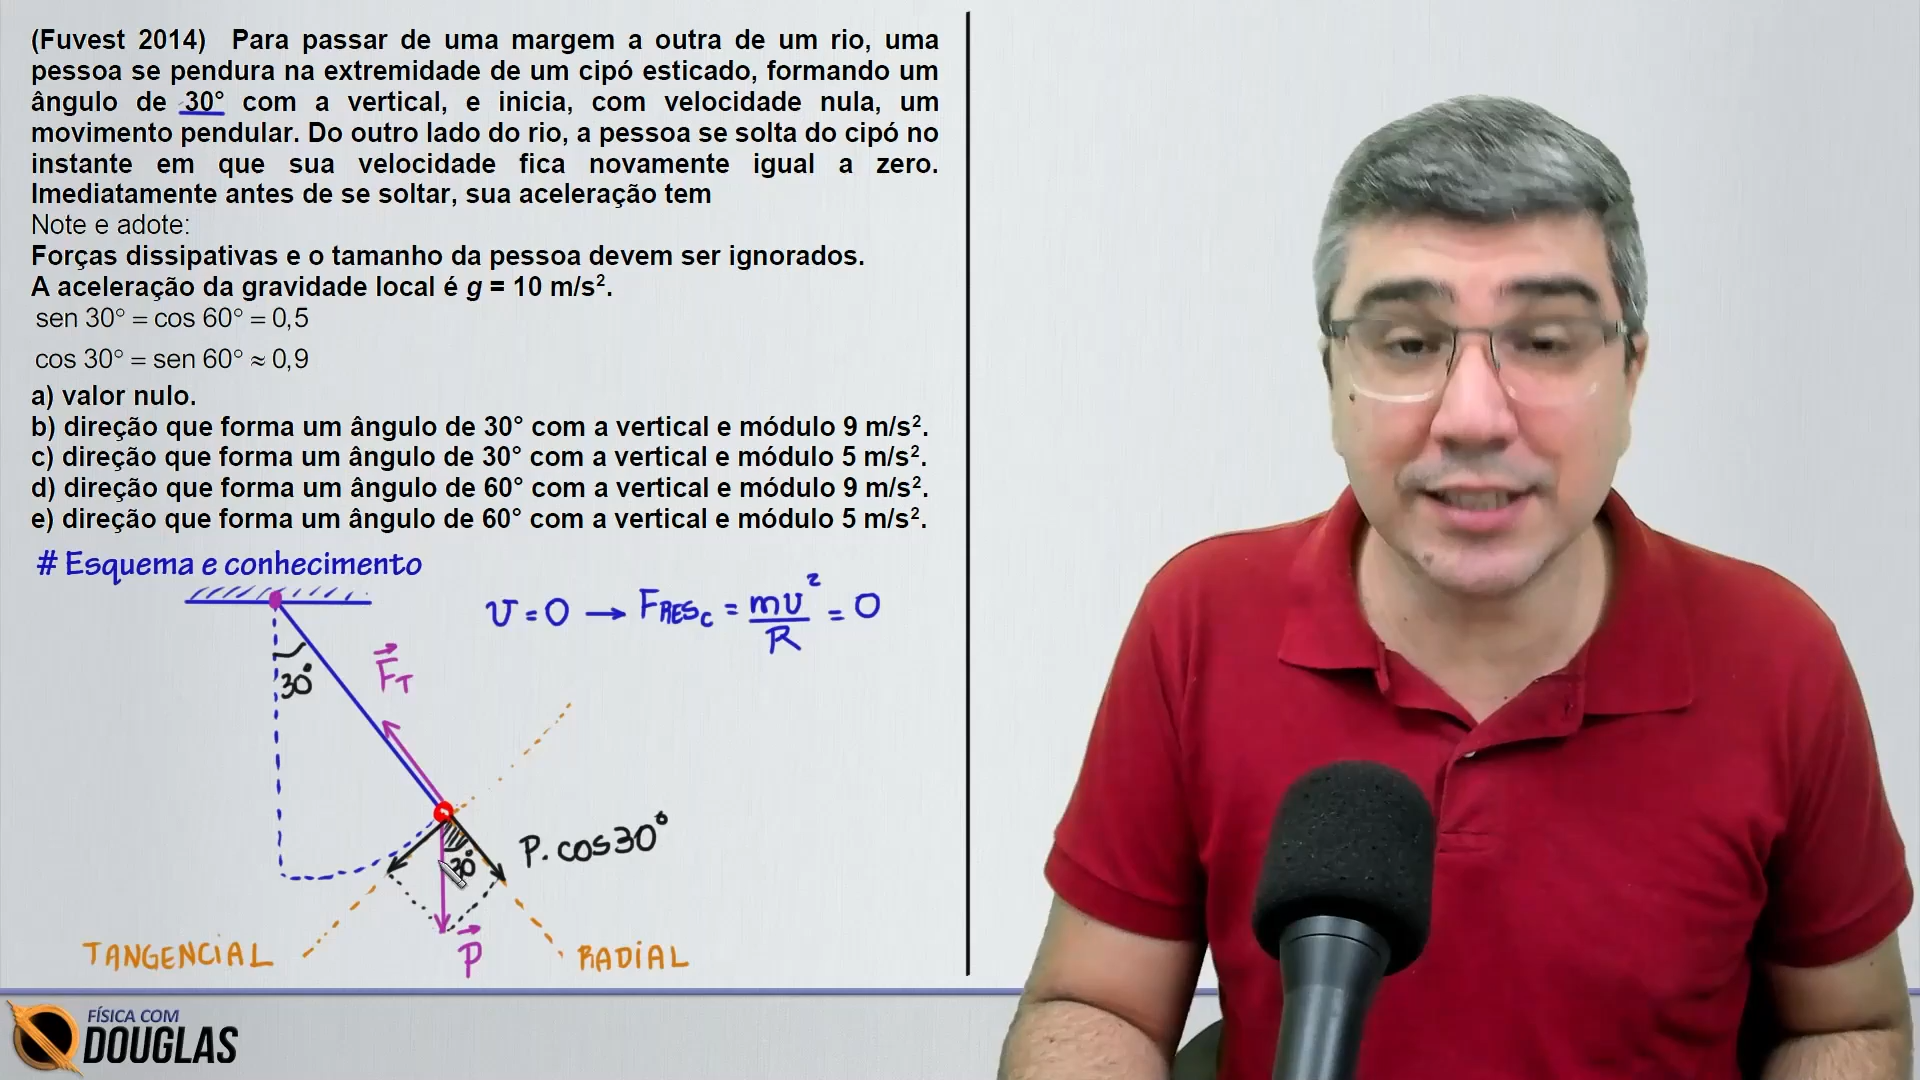 (Fuvest 2014) Para passar de uma margem a outra de um rio, uma
pessoa se pendura na extremidade de um cipó esticado, formando um
ângulo de 30° com a vertical, e inicia, com velocidade nula, um
movimento pendular. Do outro lado do rio, a pessoa se solta do cipó no
instante em que sua velocidade fica novamente igual a zero.
Imediatamente antes de se soltar, sua aceleração tem
Note e adote:
Forças dissipativas e o tamanho da pessoa devem ser ignorados.
A aceleração da gravidade local é g = 10 m/s².
sen 30° = cos 60° = 0,5
cos 30° = sen 60° ≈ 0,9
a) valor nulo.
b) direção que forma um ângulo de 30° com a vertical e módulo 9 m/s².
c) direção que forma um ângulo de 30° com a vertical e módulo 5 m/s².
d) direção que forma um ângulo de 60° com a vertical e módulo 9 m/s².
e) direção que forma um ângulo de 60° com a vertical e módulo 5 m/s².
# Esquema e conhecimento
v = 0 → FRESc = mv²/R = 0
30°
FT
P. cos30°
30°
TANGENCIAL
P
RADIAL
FÍSICA COM
DOUGLAS